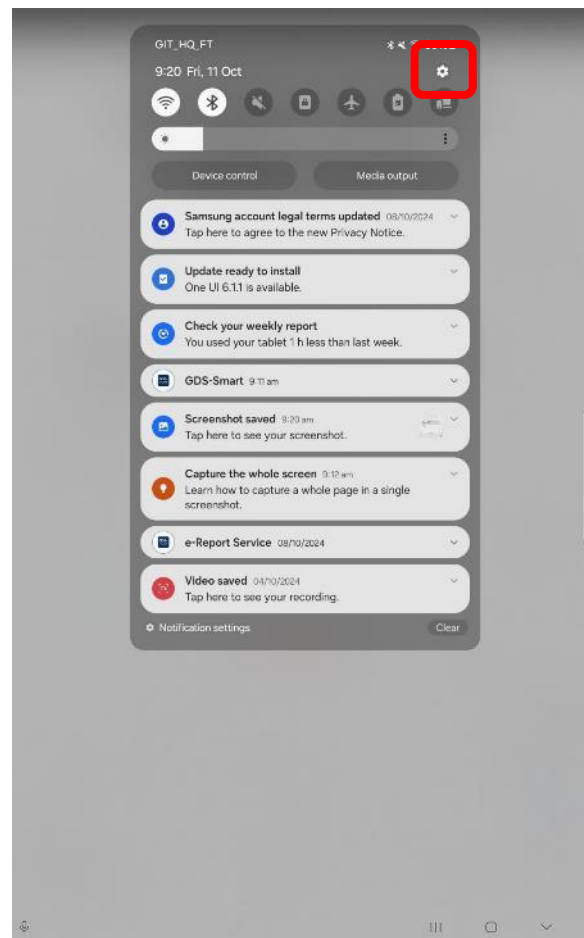 GIT_HQ_FT
9:20 Fri, 11 Oct
Device control Media output
Samsung account legal terms updated 08/10/2024
Tap here to agree to the new Privacy Notice.
Update ready to install
One UI 6.1.1 is available.
Check your weekly report
You used your tablet 1 h less than last week.
GDS-Smart 9:11 am
Screenshot saved 9:20 am
Tap here to see your screenshot.
Capture the whole screen 9:12 am
Learn how to capture a whole page in a single
screenshot.
e-Report Service 08/10/2024
Video saved 04/10/2024
Tap here to see your recording.
Notification settings Clear